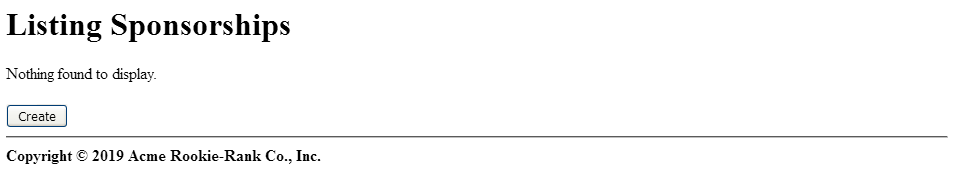 Listing Sponsorships
Nothing found to display.
Create
Copyright © 2019 Acme Rookie-Rank Co., Inc.